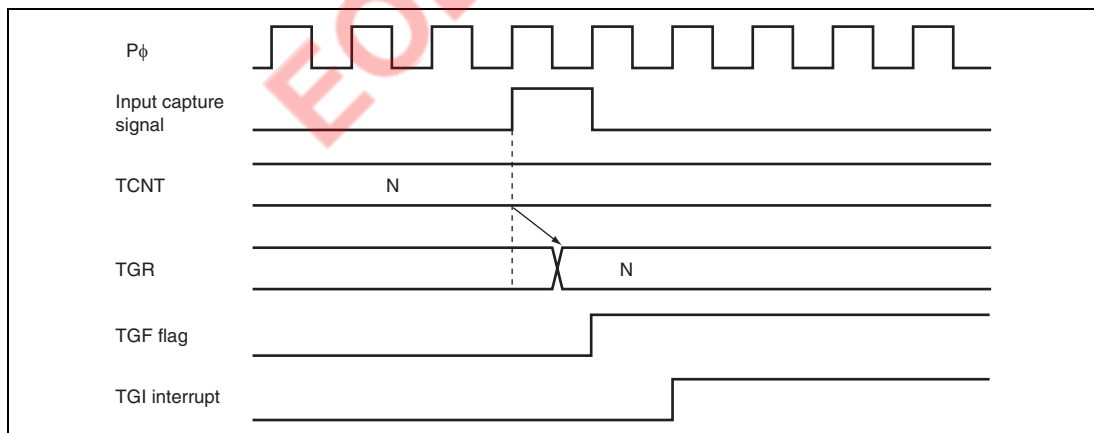 Pϕ
Input capture
signal
TCNT
N
TGR
N
TGF flag
TGI interrupt